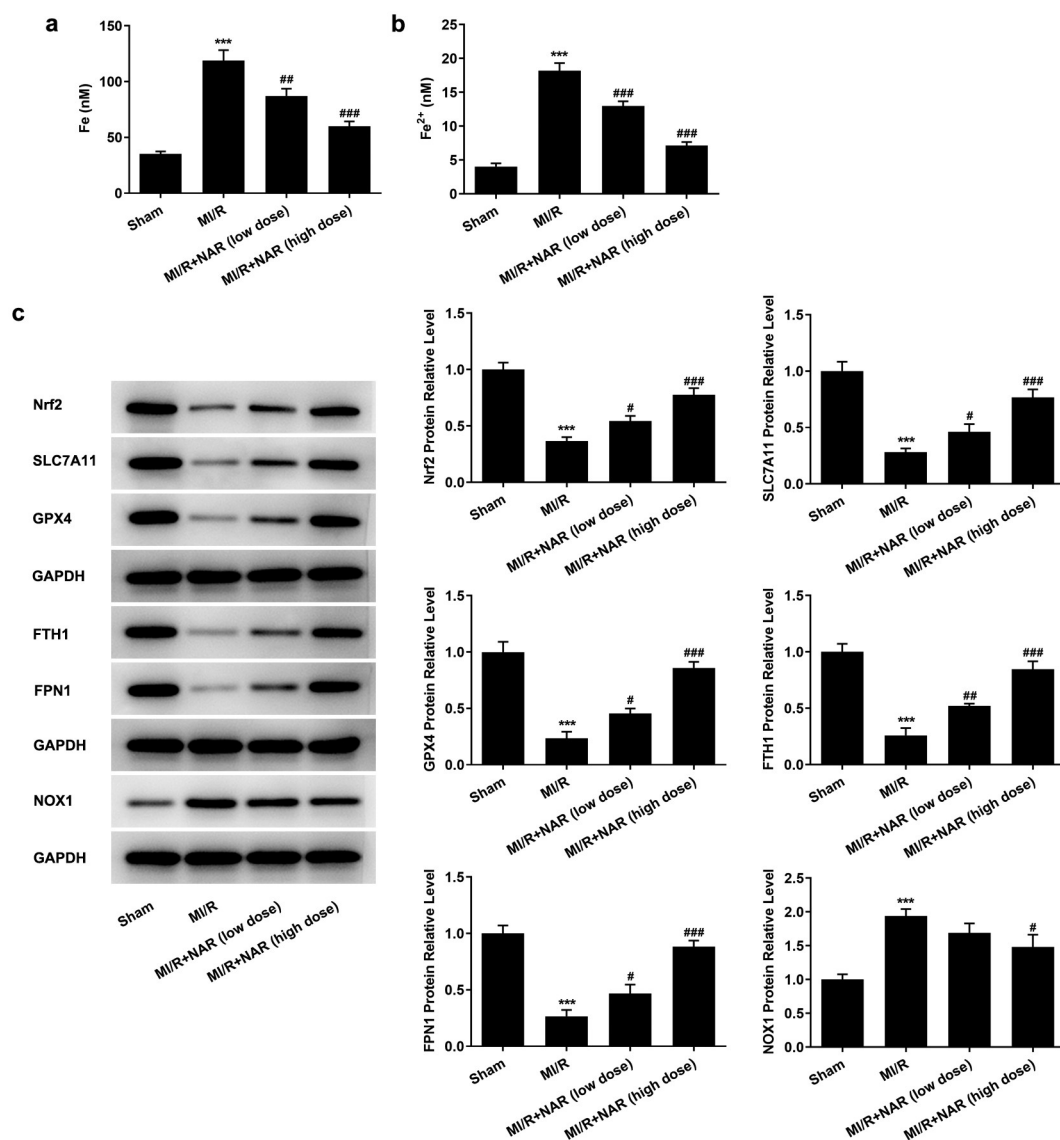 a
Fe (nM)
150
100
50
0
***
##
###
Sham
MI/R
MI/R+NAR (low dose)
MI/R+NAR (high dose)
b
Fe2+ (nM)
25
20
15
10
5
0
***
###
###
Sham
MI/R
MI/R+NAR (low dose)
MI/R+NAR (high dose)
c
Nrf2
SLC7A11
GPX4
GAPDH
FTH1
FPN1
GAPDH
NOX1
GAPDH
Sham
MI/R
MI/R+NAR (low dose)
MI/R+NAR (high dose)
Nrf2 Protein Relative Level
1.5
1.0
0.5
0.0
***
#
###
Sham
MI/R
MI/R+NAR (low dose)
MI/R+NAR (high dose)
SLC7A11 Protein Relative Level
1.5
1.0
0.5
0.0
***
#
###
Sham
MI/R
MI/R+NAR (low dose)
MI/R+NAR (high dose)
GPX4 Protein Relative Level
1.5
1.0
0.5
0.0
***
#
###
Sham
MI/R
MI/R+NAR (low dose)
MI/R+NAR (high dose)
FTH1 Protein Relative Level
1.5
1.0
0.5
0.0
***
##
###
Sham
MI/R
MI/R+NAR (low dose)
MI/R+NAR (high dose)
FPN1 Protein Relative Level
1.5
1.0
0.5
0.0
***
#
###
Sham
MI/R
MI/R+NAR (low dose)
MI/R+NAR (high dose)
NOX1 Protein Relative Level
2.5
2.0
1.5
1.0
0.5
0.0
***
#
Sham
MI/R
MI/R+NAR (low dose)
MI/R+NAR (high dose)